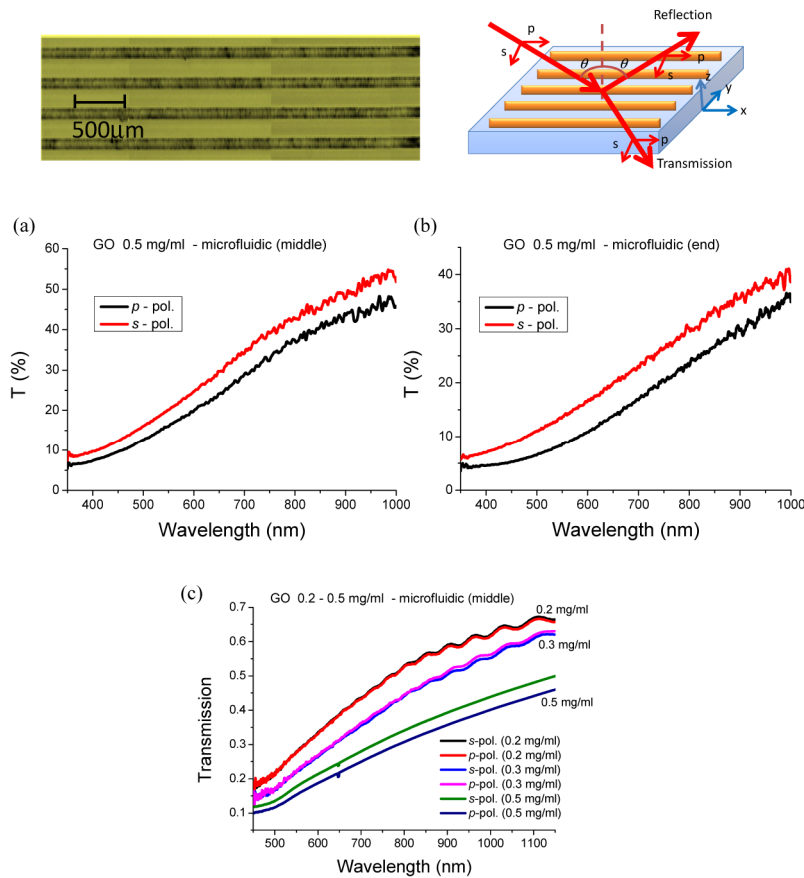 500μm
Reflection
s p θ θ p s z y x
s p
Transmission
(a)
GO 0.5 mg/ml - microfluidic (middle)
60
50
40
30
20
10
0
T (%)
p - pol.
s - pol.
400 500 600 700 800 900 1000
Wavelength (nm)
(b)
GO 0.5 mg/ml - microfluidic (end)
40
30
20
10
0
T (%)
p - pol.
s - pol.
400 500 600 700 800 900 1000
Wavelength (nm)
(c)
GO 0.2 - 0.5 mg/ml - microfluidic (middle)
0.7
0.6
0.5
0.4
0.3
0.2
0.1
Transmission
0.2 mg/ml
0.3 mg/ml
0.5 mg/ml
s-pol. (0.2 mg/ml)
p-pol. (0.2 mg/ml)
s-pol. (0.3 mg/ml)
p-pol. (0.3 mg/ml)
s-pol. (0.5 mg/ml)
p-pol. (0.5 mg/ml)
500 600 700 800 900 1000 1100
Wavelength (nm)